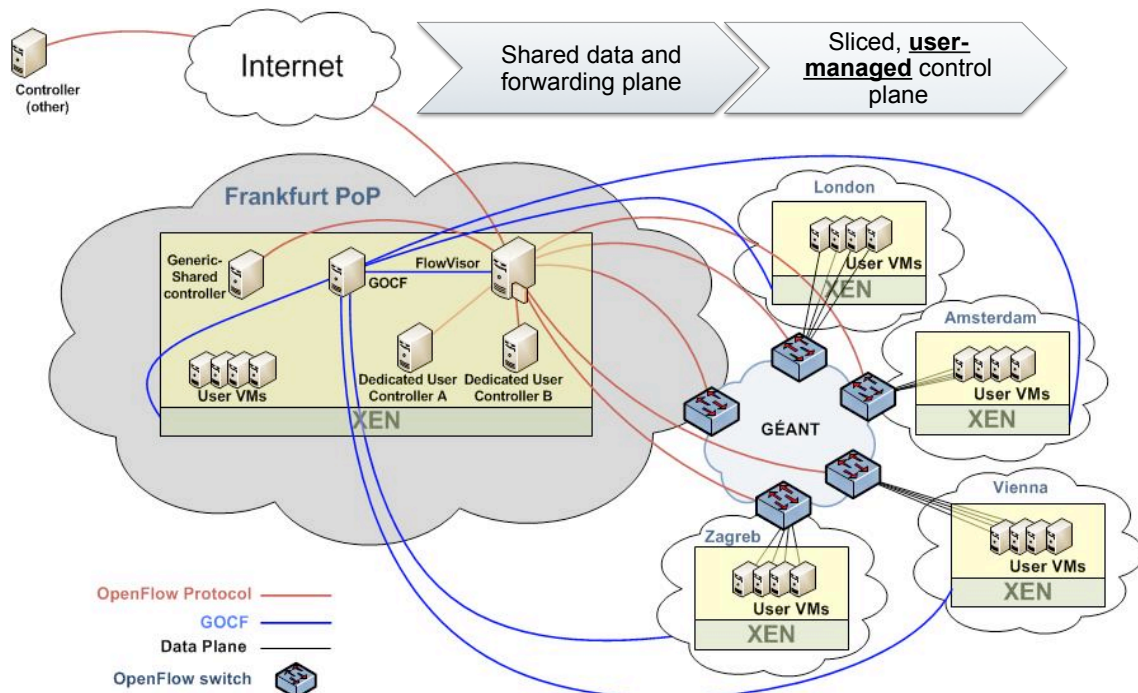 Controller
(other)
Internet
Shared data and
forwarding plane
Sliced, user-
managed control
plane
Frankfurt PoP
Generic-
Shared
controller
GOCF
FlowVisor
User VMs
Dedicated User
Controller A
Dedicated User
Controller B
XEN
London
User VMs
XEN
Amsterdam
User VMs
XEN
GÉANT
Vienna
User VMs
XEN
Zagreb
User VMs
XEN
OpenFlow Protocol
GOCF
Data Plane
OpenFlow switch